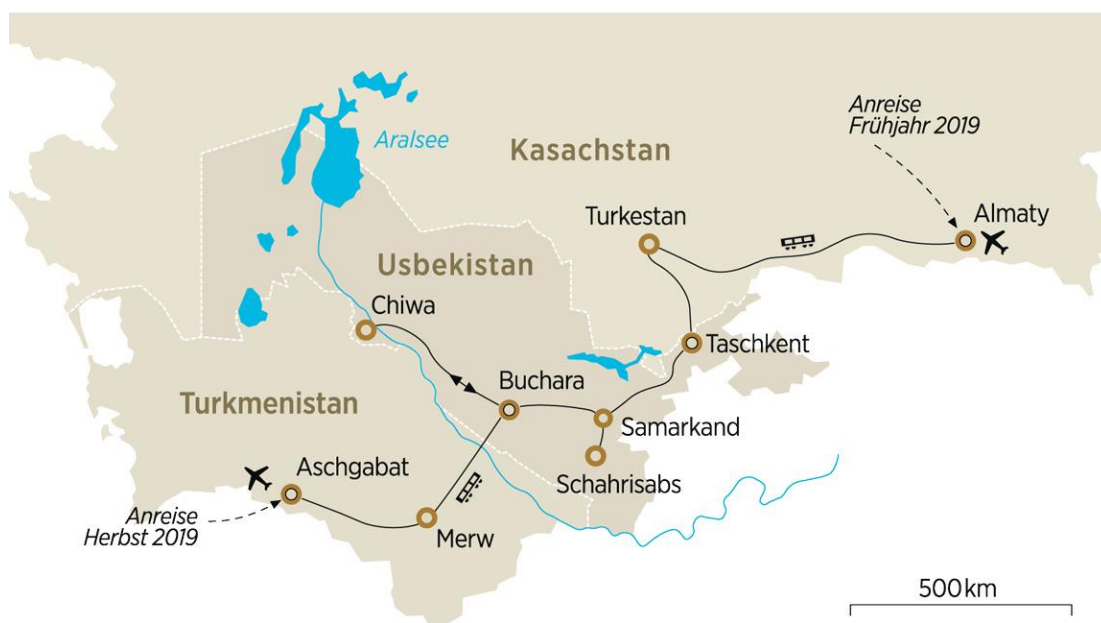 Anreise
Frühjahr 2019
Aralsee
Kasachstan
Turkestan
Almaty
Usbekistan
Chiwa
Taschkent
Buchara
Turkmenistan
Samarkand
Aschgabat
Schahrisabs
Anreise
Herbst 2019
Merw
500 km